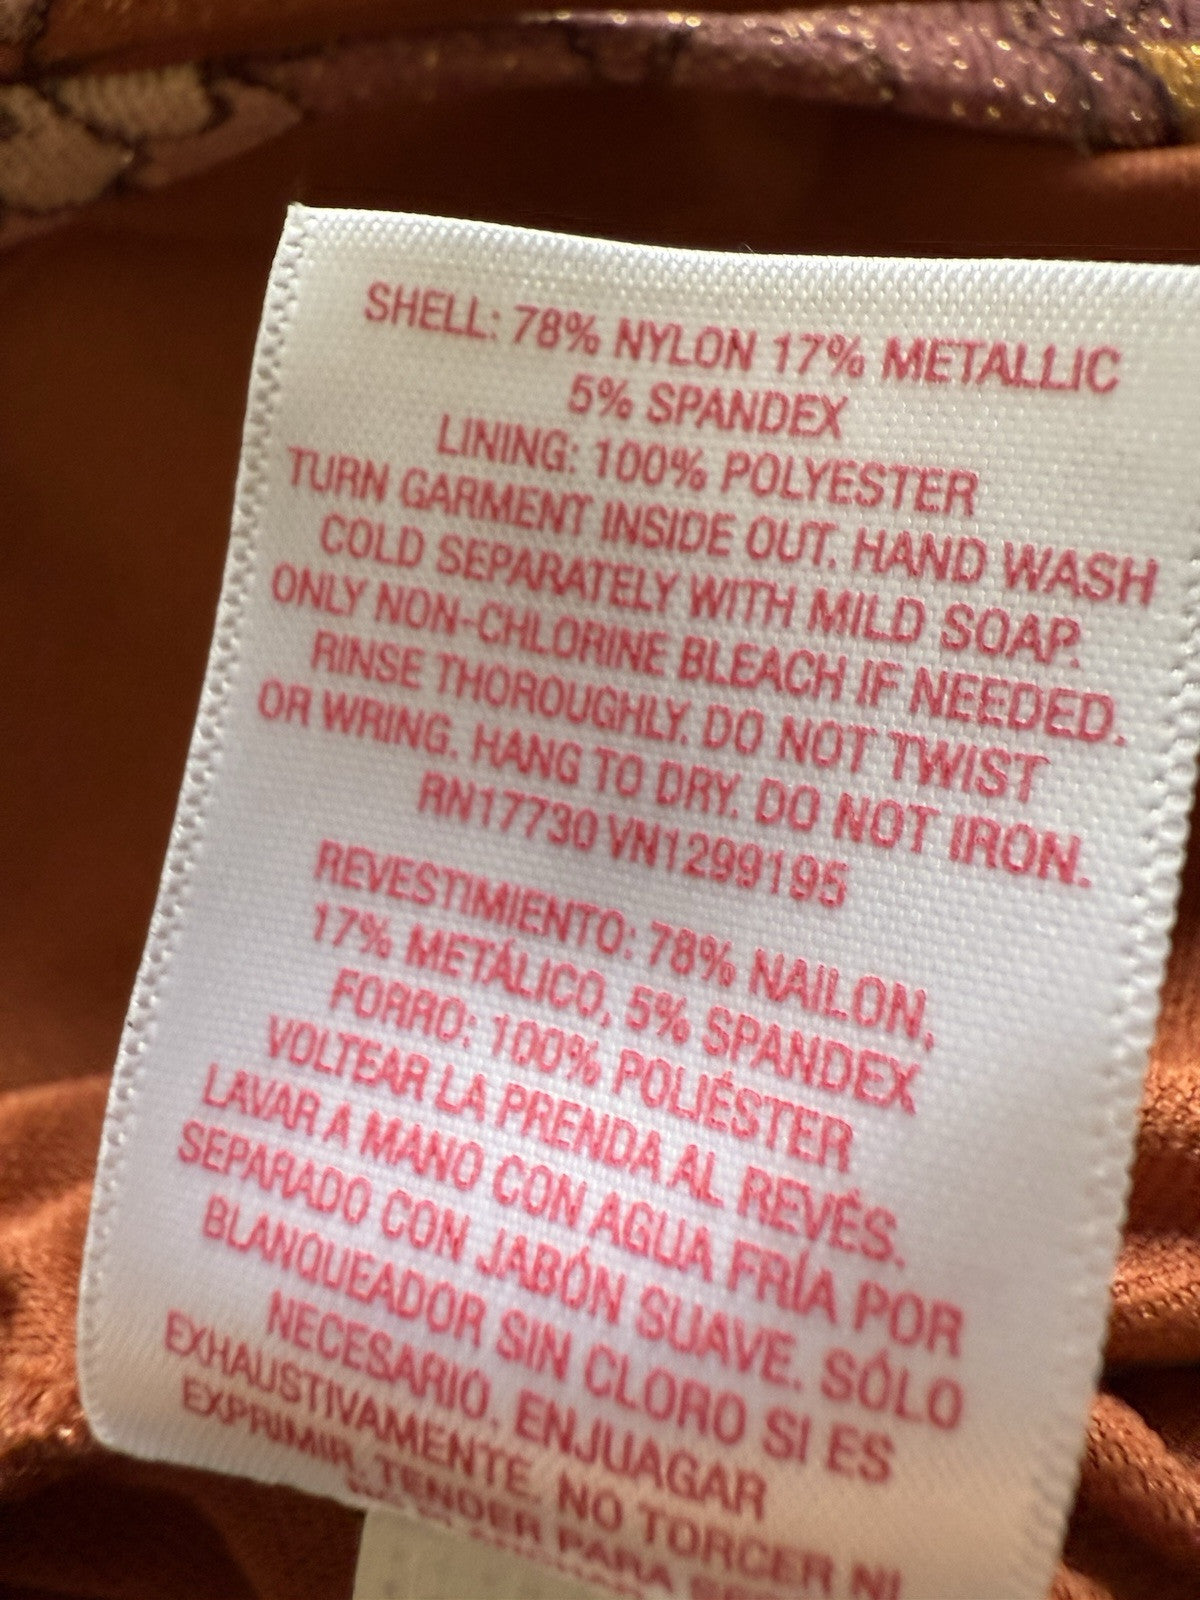 SHELL: 78% NYLON 17% METALLIC
5% SPANDEX
LINING: 100% POLYESTER
TURN GARMENT INSIDE OUT. HAND WASH
COLD SEPARATELY WITH MILD SOAP.
ONLY NON-CHLORINE BLEACH IF NEEDED.
RINSE THOROUGHLY. DO NOT TWIST
OR WRING. HANG TO DRY. DO NOT IRON.
RN17730 VN1299195
REVESTIMIENTO: 78% NAILON,
17% METÁLICO, 5% SPANDEX
FORRO: 100% POLIÉSTER
VOLTEAR LA PRENDA AL REVÉS.
LAVAR A MANO CON AGUA FRÍA POR
SEPARADO CON JABÓN SUAVE. SÓLO
BLANQUEADOR SIN CLORO SI ES
NECESARIO. ENJUAGAR
EXHAUSTIVAMENTE. NO TORCER NI
EXPRIMIR. TENDER PARA